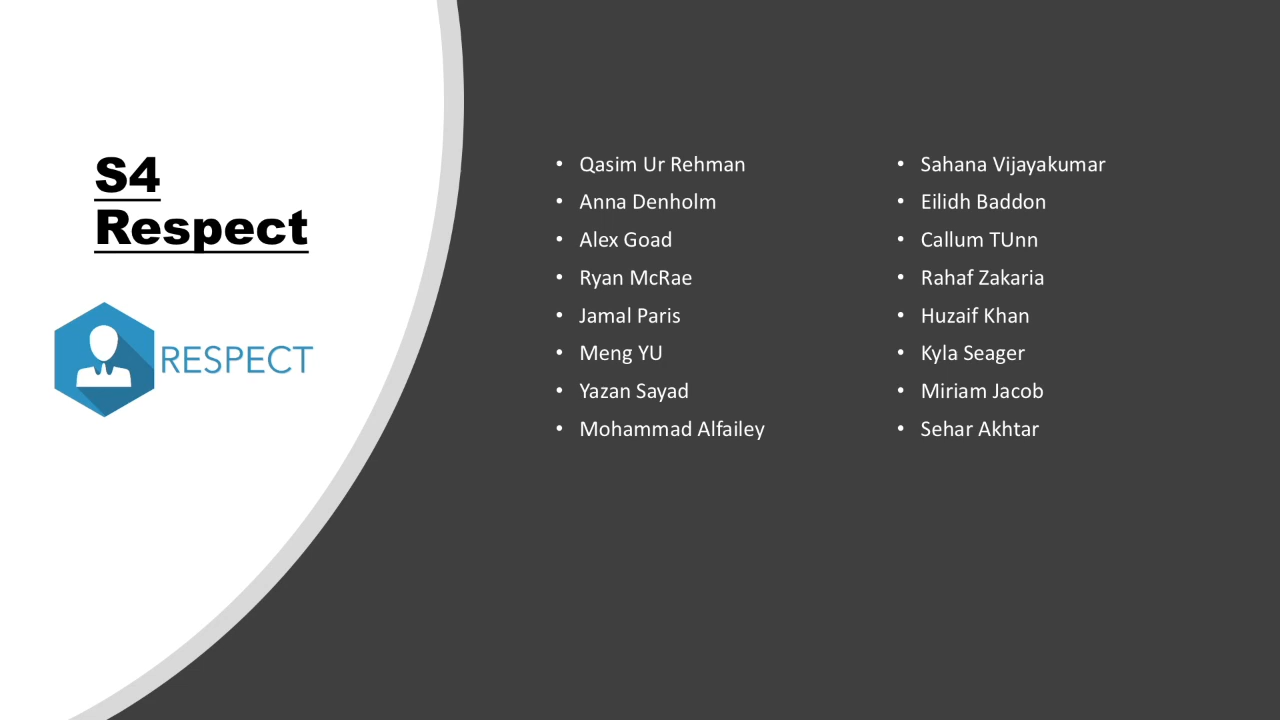 S4
Respect
RESPECT
• Qasim Ur Rehman
• Anna Denholm
• Alex Goad
• Ryan McRae
• Jamal Paris
• Meng YU
• Yazan Sayad
• Mohammad Alfailey
• Sahana Vijayakumar
• Eilidh Baddon
• Callum TUnn
• Rahaf Zakaria
• Huzaif Khan
• Kyla Seager
• Miriam Jacob
• Sehar Akhtar